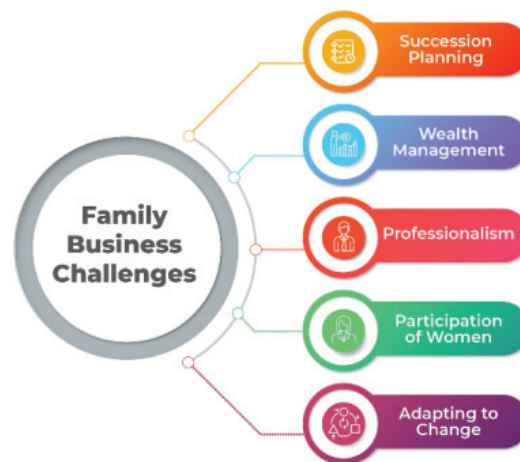 Family
Business
Challenges
Succession
Planning
Wealth
Management
Professionalism
Participation
of Women
Adapting to
Change